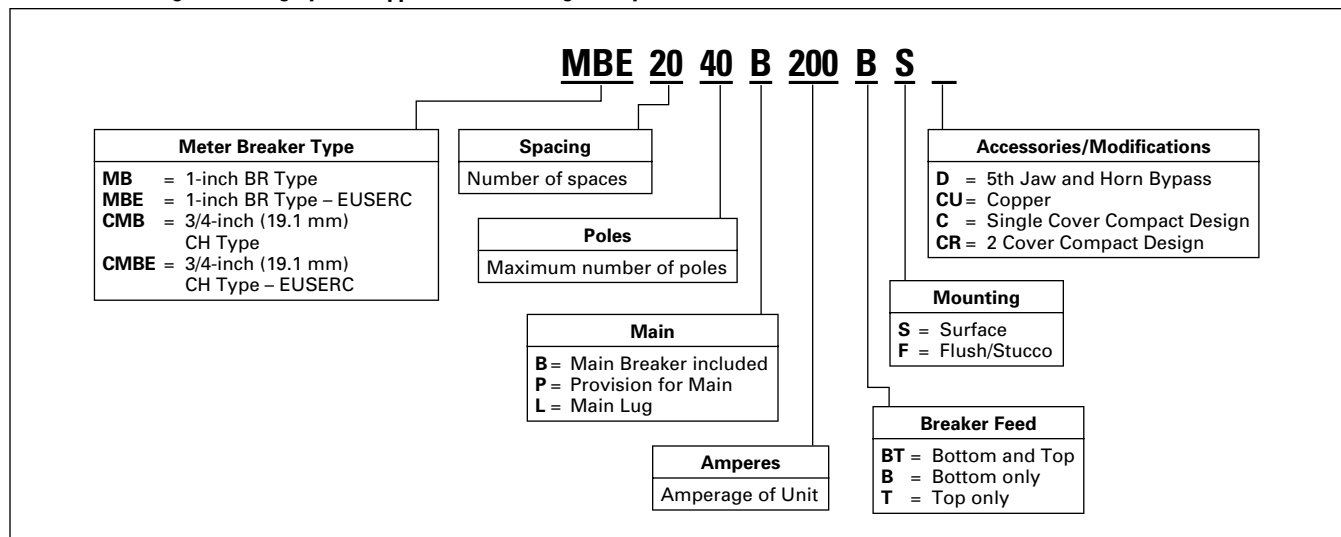 MBE 20 40 B 200 B S _
Meter Breaker Type
MB = 1-inch BR Type
MBE = 1-inch BR Type – EUSERC
CMB = 3/4-inch (19.1 mm)
CH Type
CMBE = 3/4-inch (19.1 mm)
CH Type – EUSERC
Spacing
Number of spaces
Poles
Maximum number of poles
Main
B = Main Breaker included
P = Provision for Main
L = Main Lug
Amperes
Amperage of Unit
Accessories/Modifications
D = 5th Jaw and Horn Bypass
CU = Copper
C = Single Cover Compact Design
CR = 2 Cover Compact Design
Mounting
S = Surface
F = Flush/Stucco
Breaker Feed
BT = Bottom and Top
B = Bottom only
T = Top only